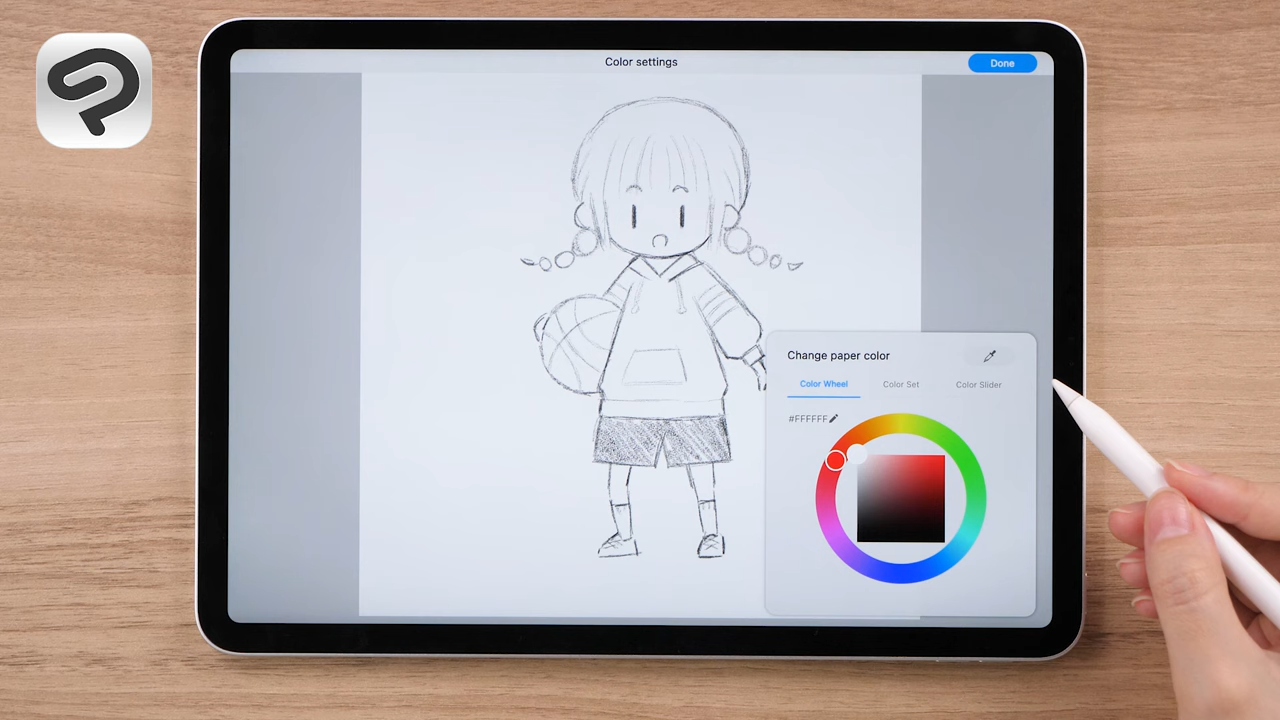 Color settings
Done
Change paper color
Color Wheel
Color Set
Color Slider
#FFFFFF